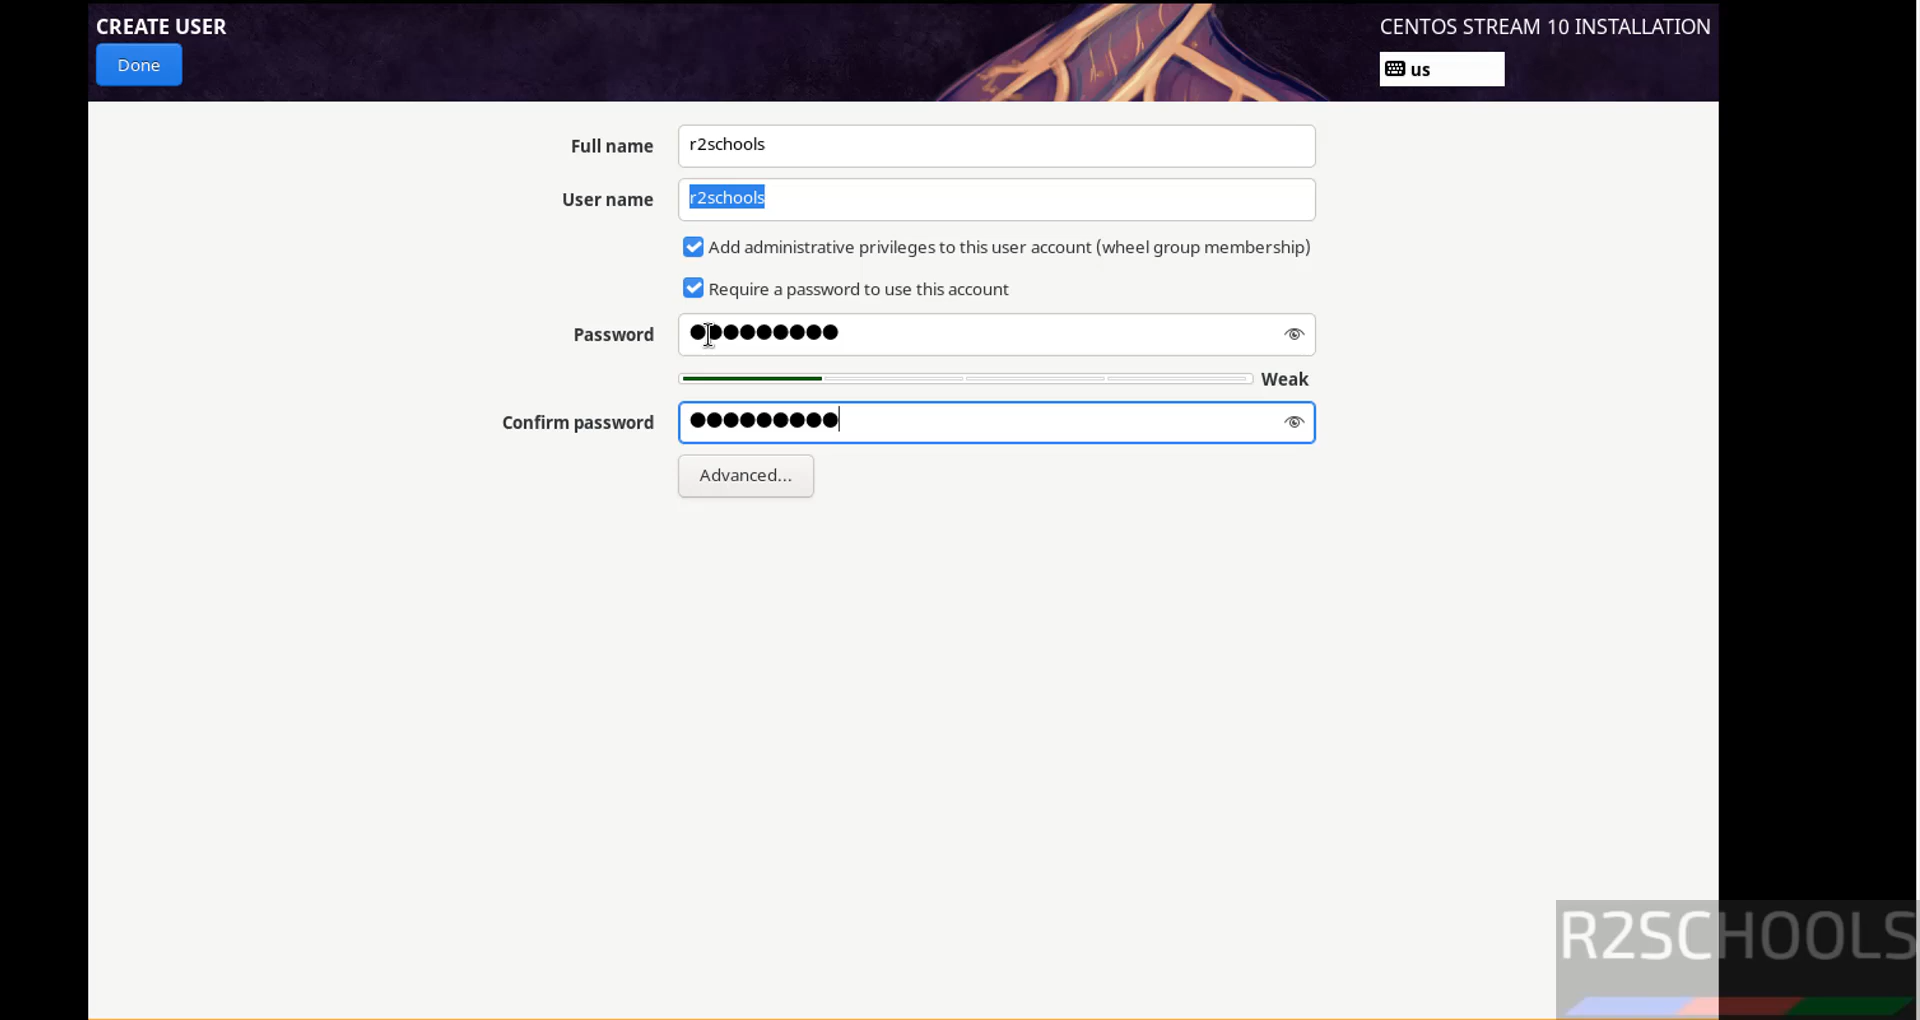 CREATE USER
CENTOS STREAM 10 INSTALLATION
Done
us
Full name
r2schools
User name
r2schools
Add administrative privileges to this user account (wheel group membership)
Require a password to use this account
Password
●●●●●●●●●
Weak
Confirm password
●●●●●●●●●
Advanced...
R2SCHOOLS